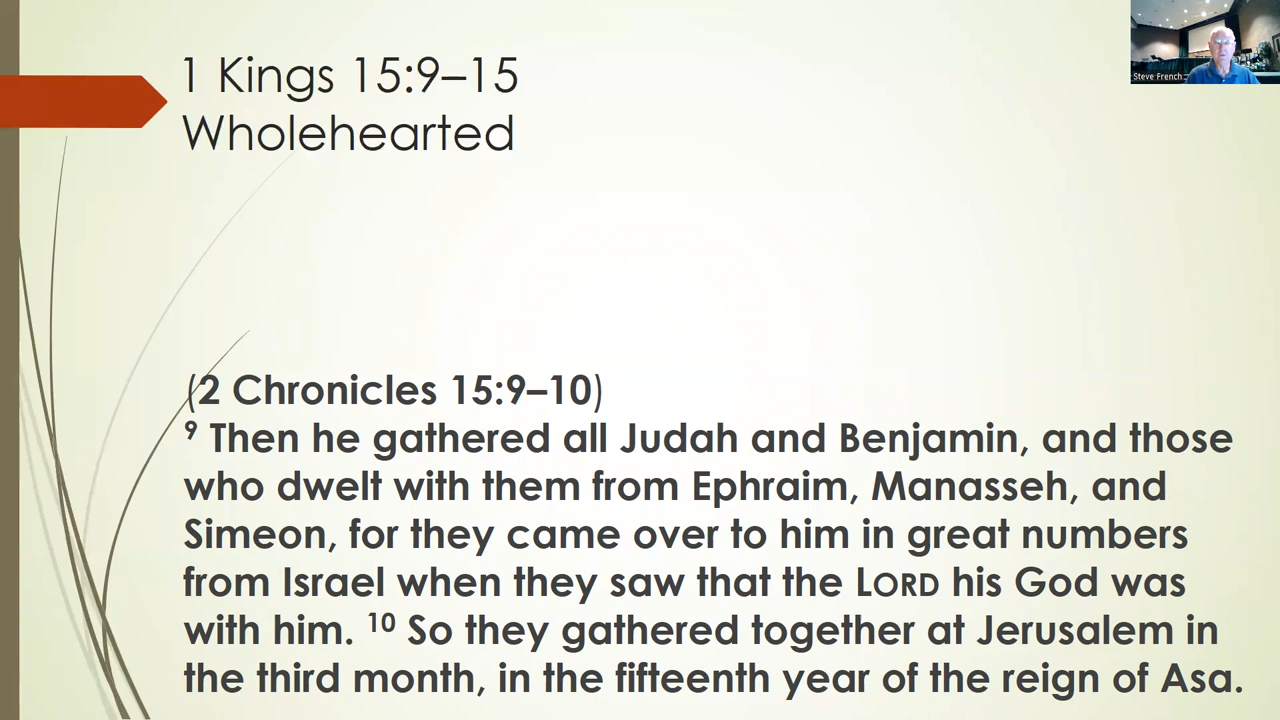 1 Kings 15:9–15
Wholehearted
Steve French
(2 Chronicles 15:9–10)
⁹ Then he gathered all Judah and Benjamin, and those
who dwelt with them from Ephraim, Manasseh, and
Simeon, for they came over to him in great numbers
from Israel when they saw that the LORD his God was
with him. ¹⁰ So they gathered together at Jerusalem in
the third month, in the fifteenth year of the reign of Asa.